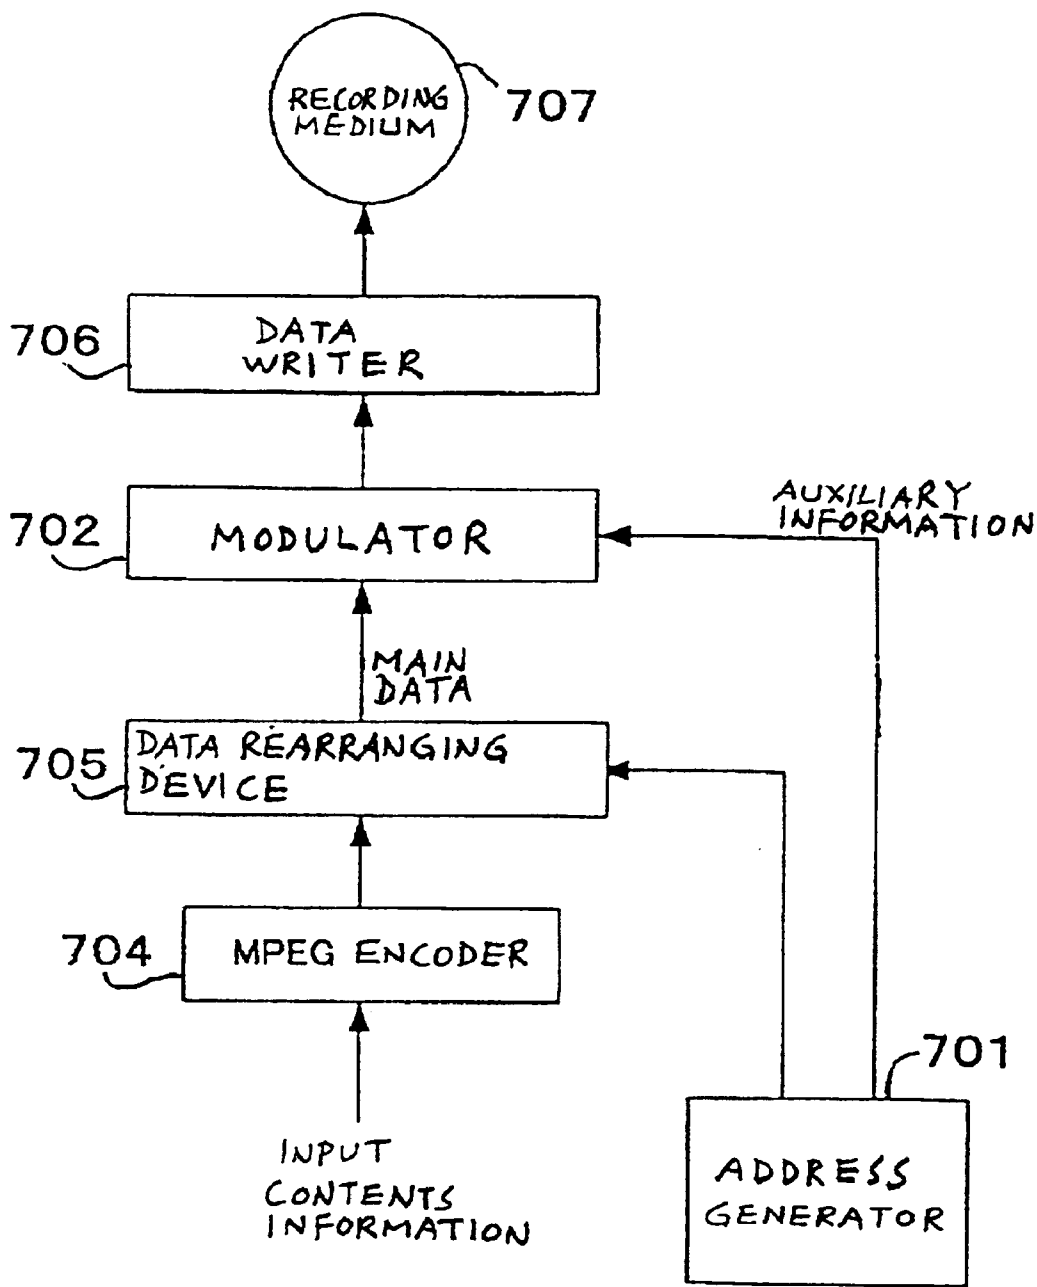 RECORDING
MEDIUM
707
706
DATA
WRITER
AUXILIARY
INFORMATION
702
MODULATOR
MAIN
DATA
705
DATA REARRANGING
DEVICE
704
MPEG ENCODER
701
INPUT
CONTENTS
INFORMATION
ADDRESS
GENERATOR